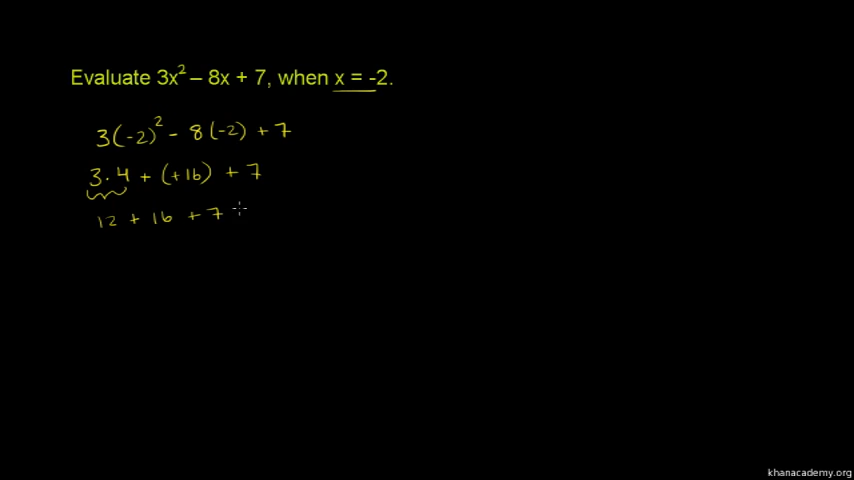 Evaluate 3x² – 8x + 7, when x = -2.
3(-2)² - 8(-2) + 7
3·4 + (+16) + 7
12 + 16 + 7
khanacademy.org